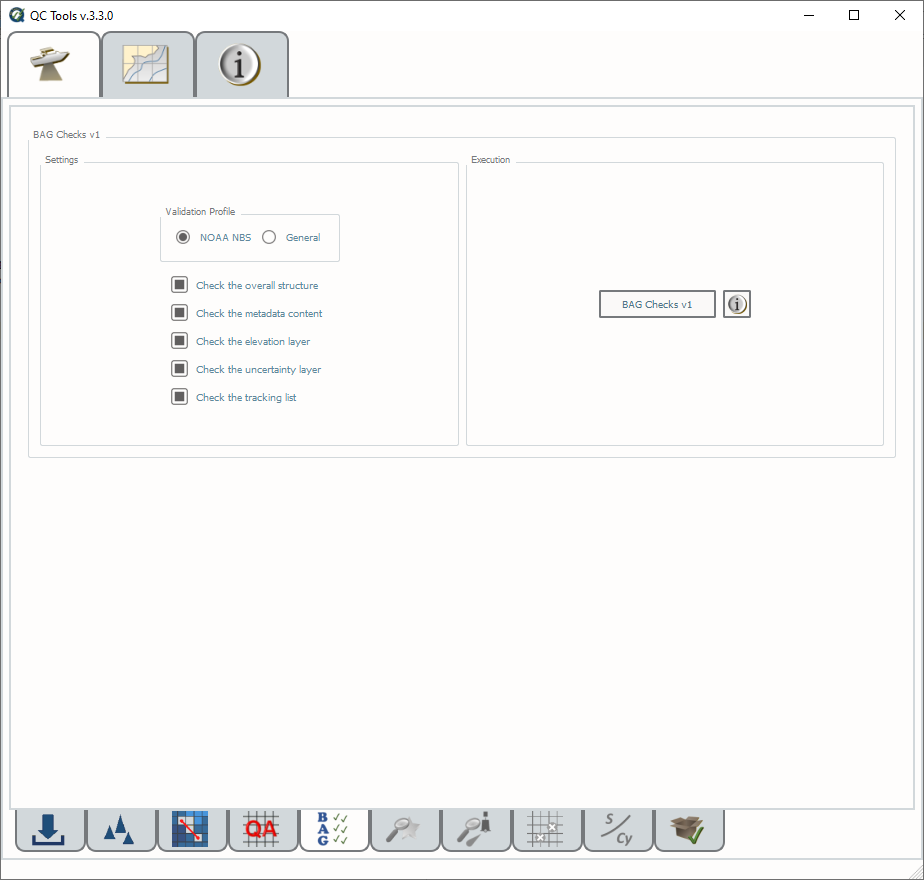 QC Tools v.3.3.0
BAG Checks v1
Settings
Execution
Validation Profile
NOAA NBS
General
Check the overall structure
Check the metadata content
Check the elevation layer
Check the uncertainty layer
Check the tracking list
BAG Checks v1
i
i
QA
B
A
G
S
Cy